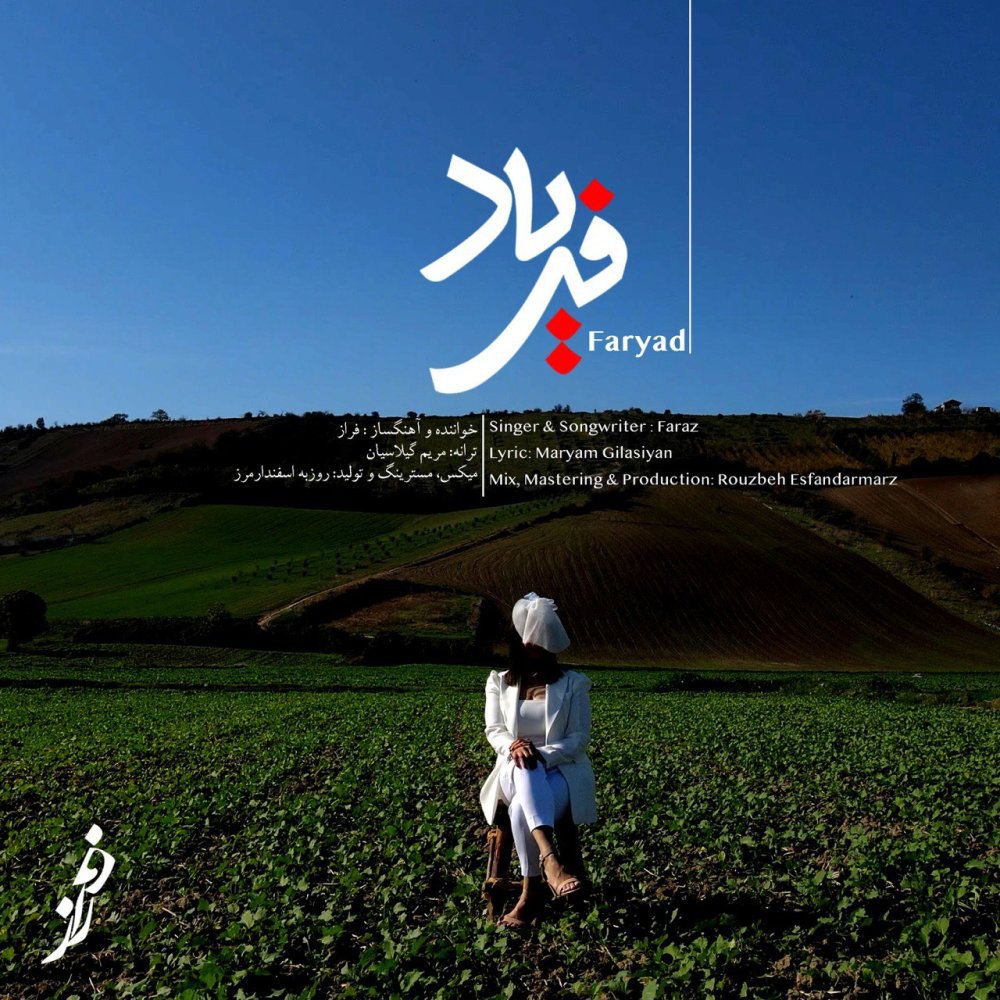 فریاد
Faryad
خواننده و آهنگساز : فراز
ترانه: مریم گیلاسیان
میکس، مسترینگ و تولید: روزبه اسفندارمرز
Singer & Songwriter : Faraz
Lyric: Maryam Gilasiyan
Mix, Mastering & Production: Rouzbeh Esfandarmarz
فراز